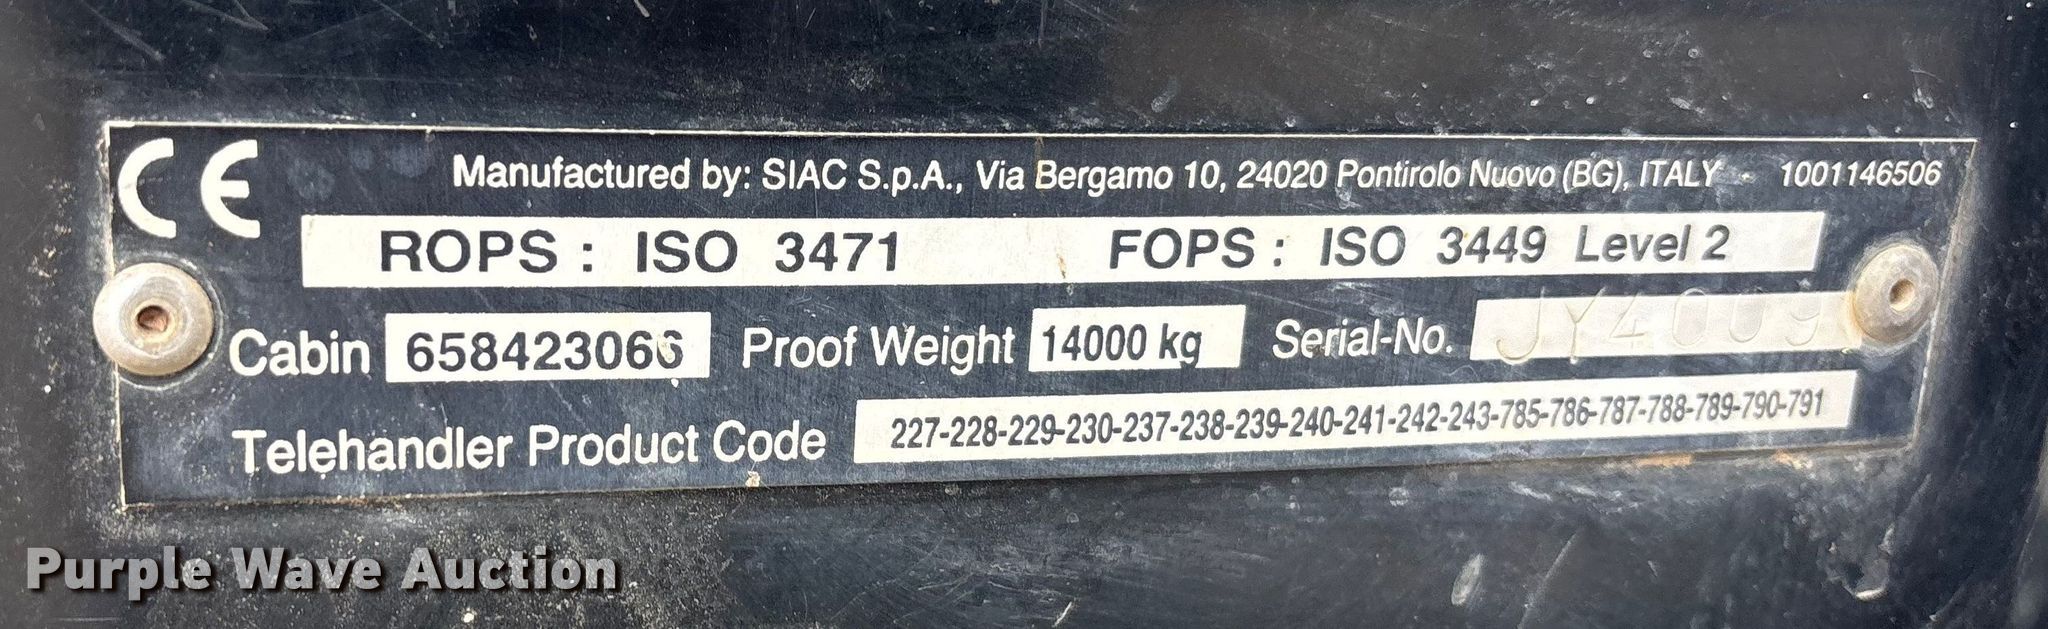 CE
Manufactured by: SIAC S.p.A., Via Bergamo 10, 24020 Pontirolo Nuovo (BG), ITALY - 1001146506
ROPS : ISO 3471 FOPS : ISO 3449 Level 2
Cabin 658423066 Proof Weight 14000 kg Serial-No. JY4009
Telehandler Product Code 227-228-229-230-237-238-239-240-241-242-243-785-786-787-788-789-790-791
Purple Wave Auction